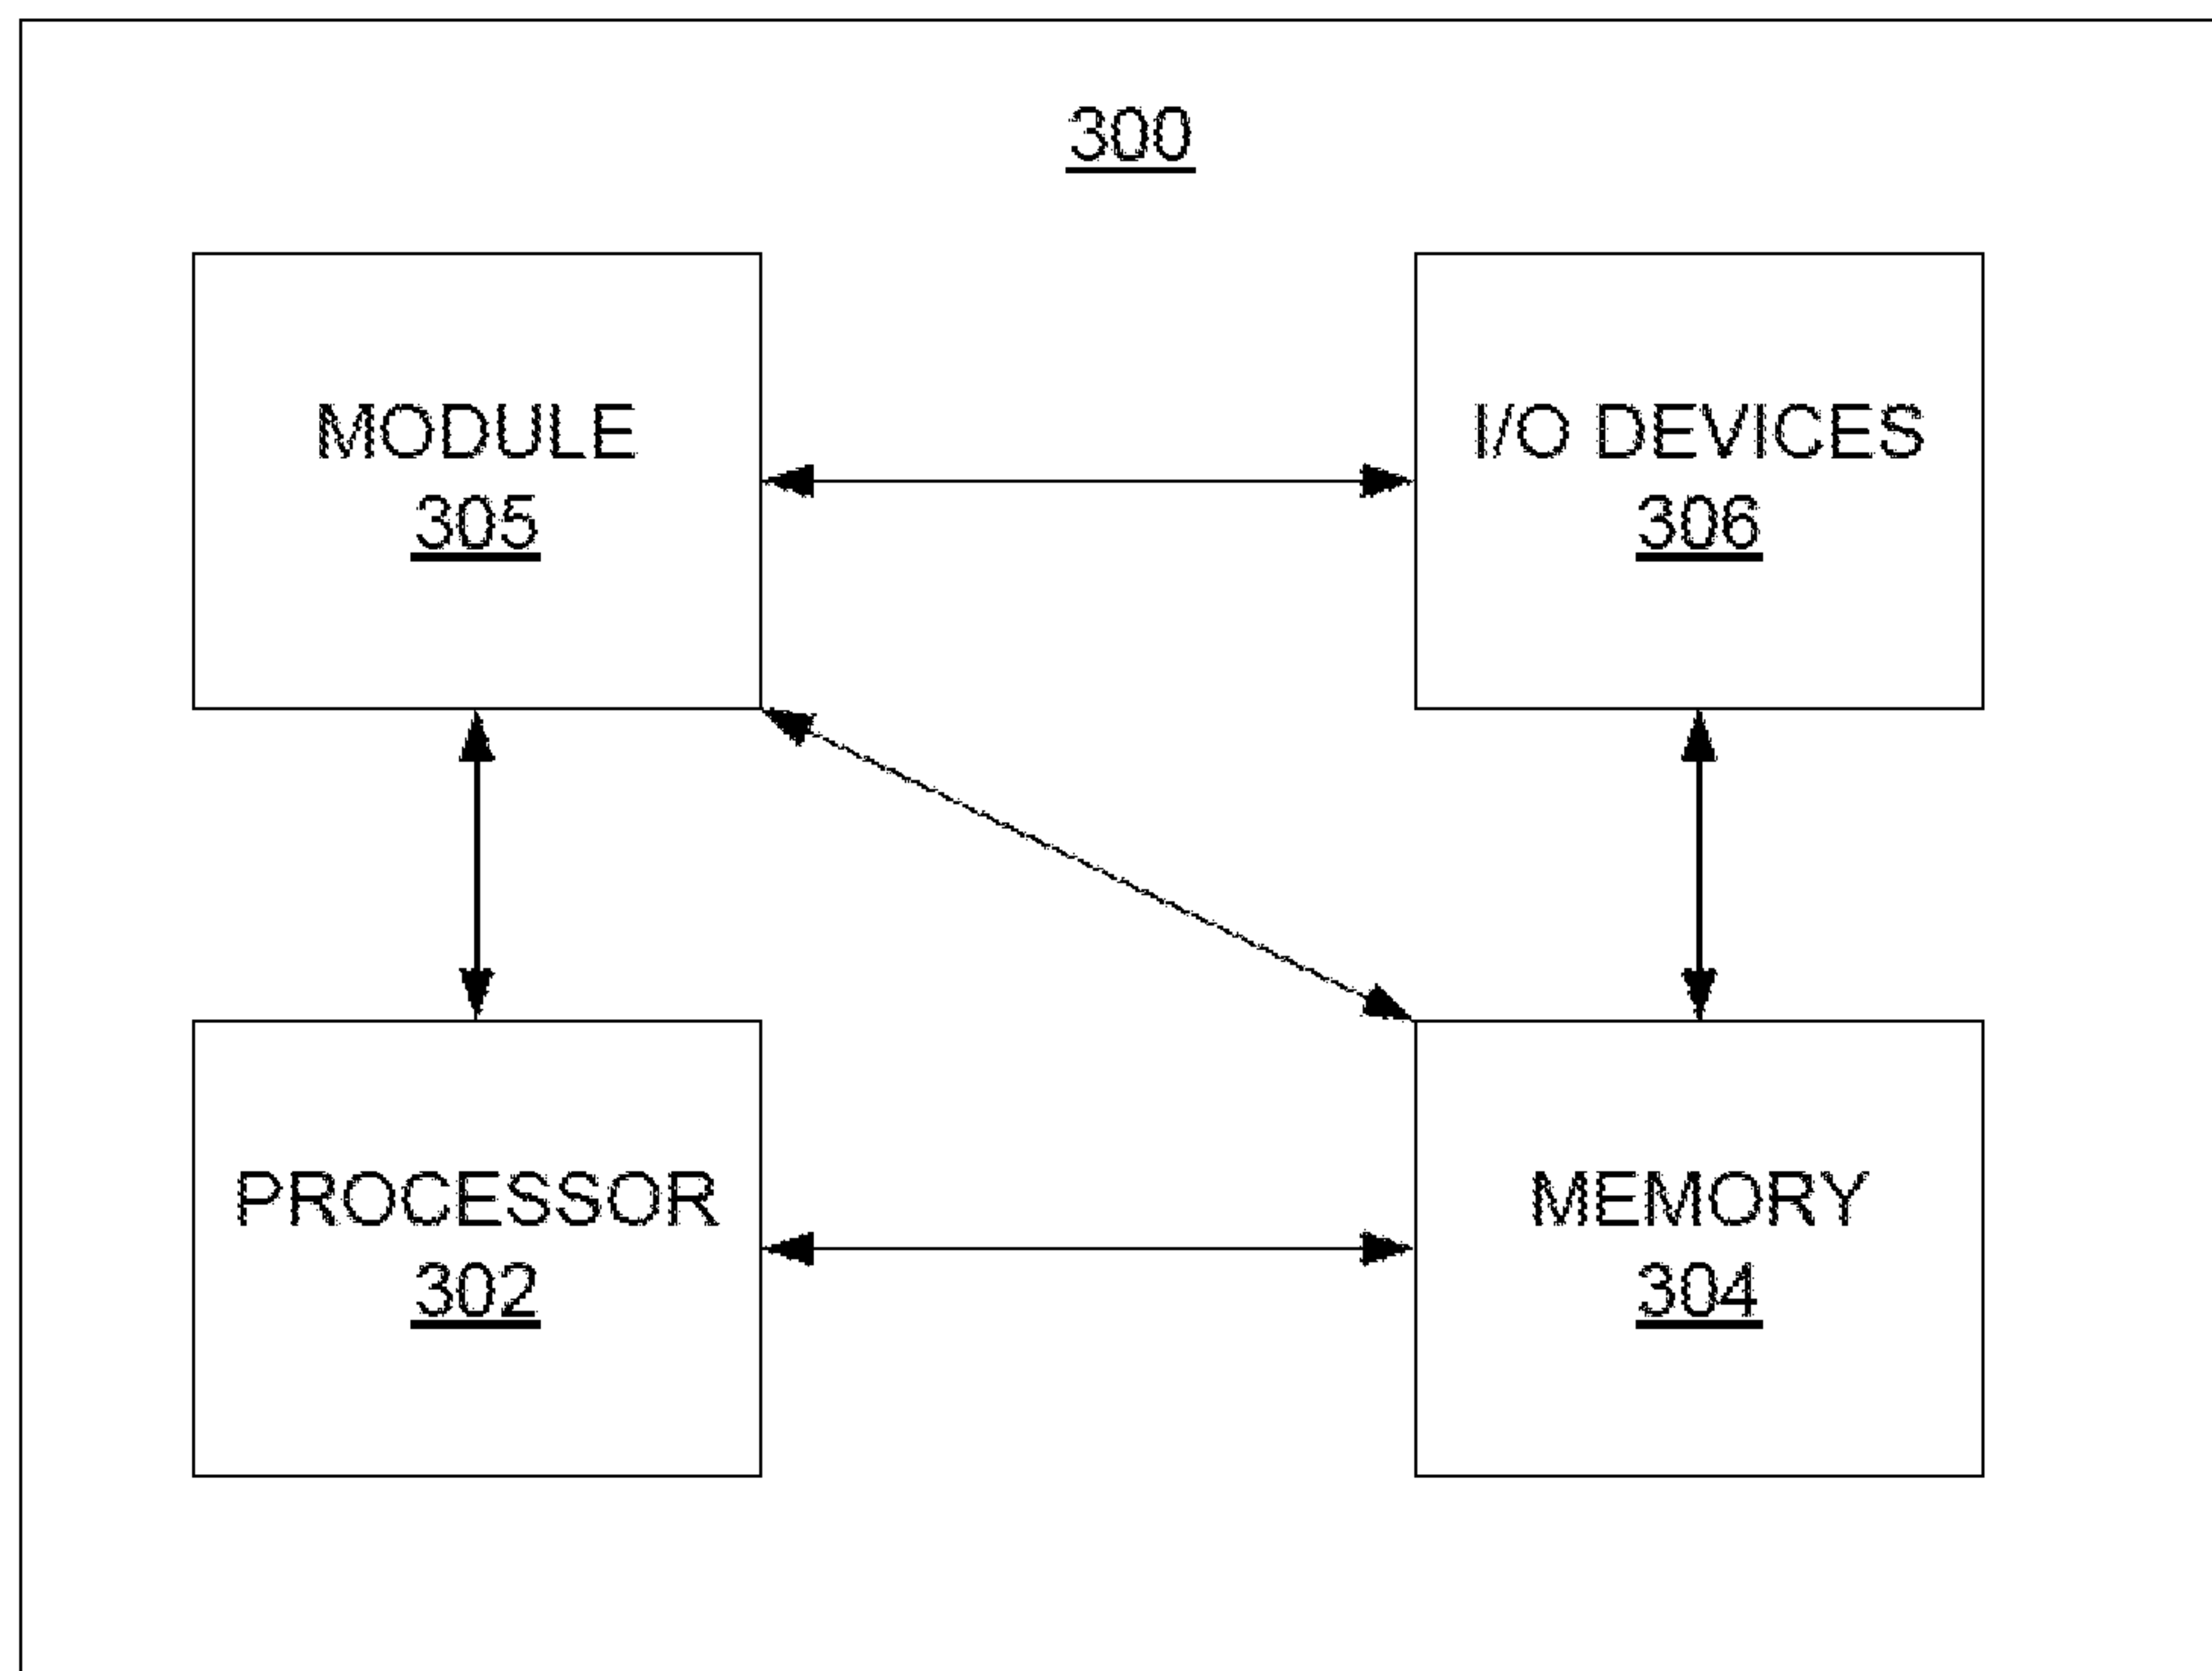 300
MODULE
305
I/O DEVICES
306
PROCESSOR
302
MEMORY
304